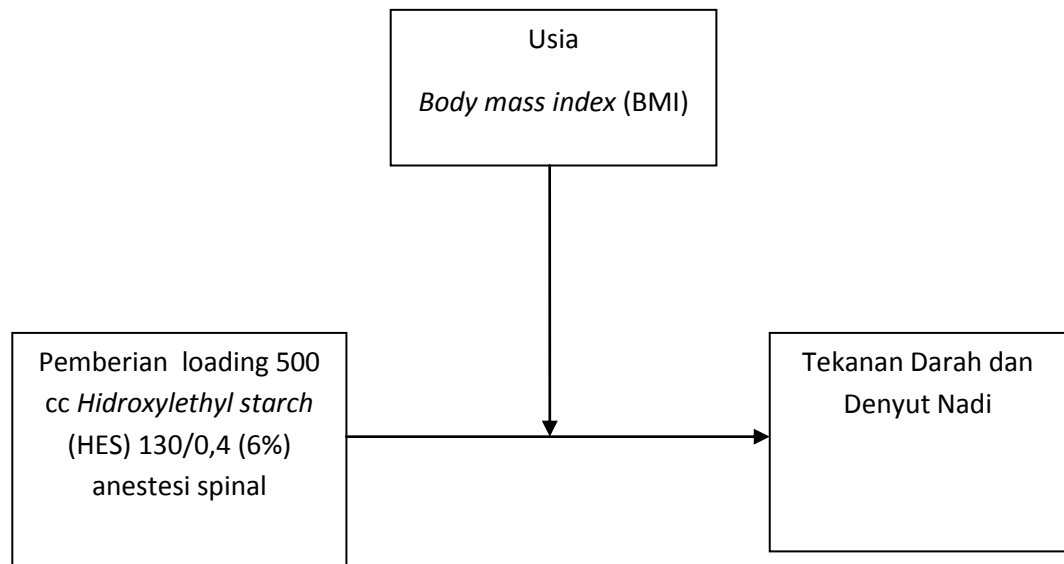 Usia
Body mass index (BMI)
Pemberian loading 500
cc Hidroxylethyl starch
(HES) 130/0,4 (6%)
anestesi spinal
Tekanan Darah dan
Denyut Nadi